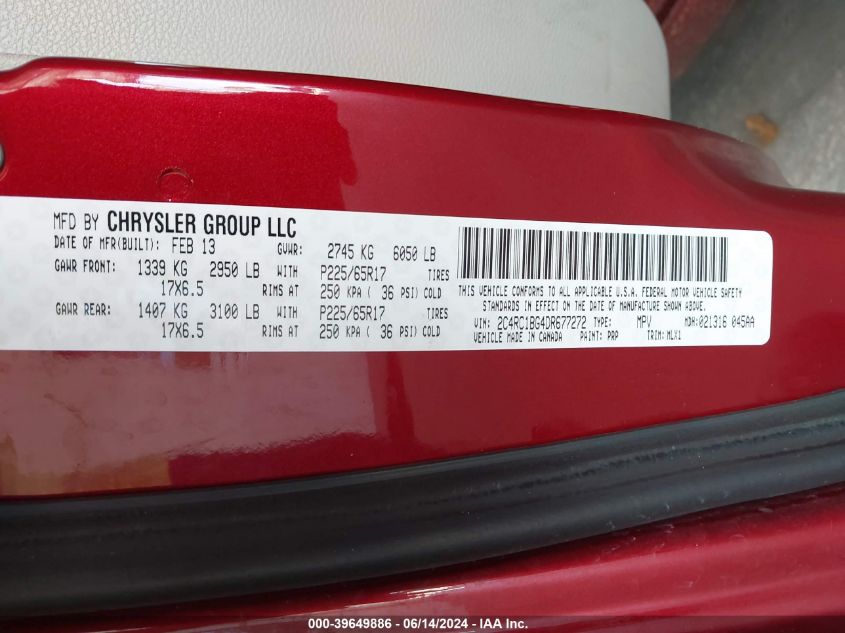 MFD BY CHRYSLER GROUP LLC
DATE OF MFR(BUILT): FEB 13 GVWR: 2745 KG 6050 LB
GAWR FRONT: 1339 KG 2950 LB WITH P225/65R17 TIRES
17X6.5 RIMS AT 250 KPA ( 36 PSI) COLD
GAWR REAR: 1407 KG 3100 LB WITH P225/65R17 TIRES
17X6.5 RIMS AT 250 KPA ( 36 PSI) COLD
THIS VEHICLE CONFORMS TO ALL APPLICABLE U.S.A. FEDERAL MOTOR VEHICLE SAFETY
STANDARDS IN EFFECT ON THE DATE OF MANUFACTURE SHOWN ABOVE.
VIN: 2C4RC1BG4DR677272 TYPE: MPV MDH:021316 045AA
VEHICLE MADE IN CANADA PAINT: PRP TRIM: MLX1
000-39649886 - 06/14/2024 - IAA Inc.